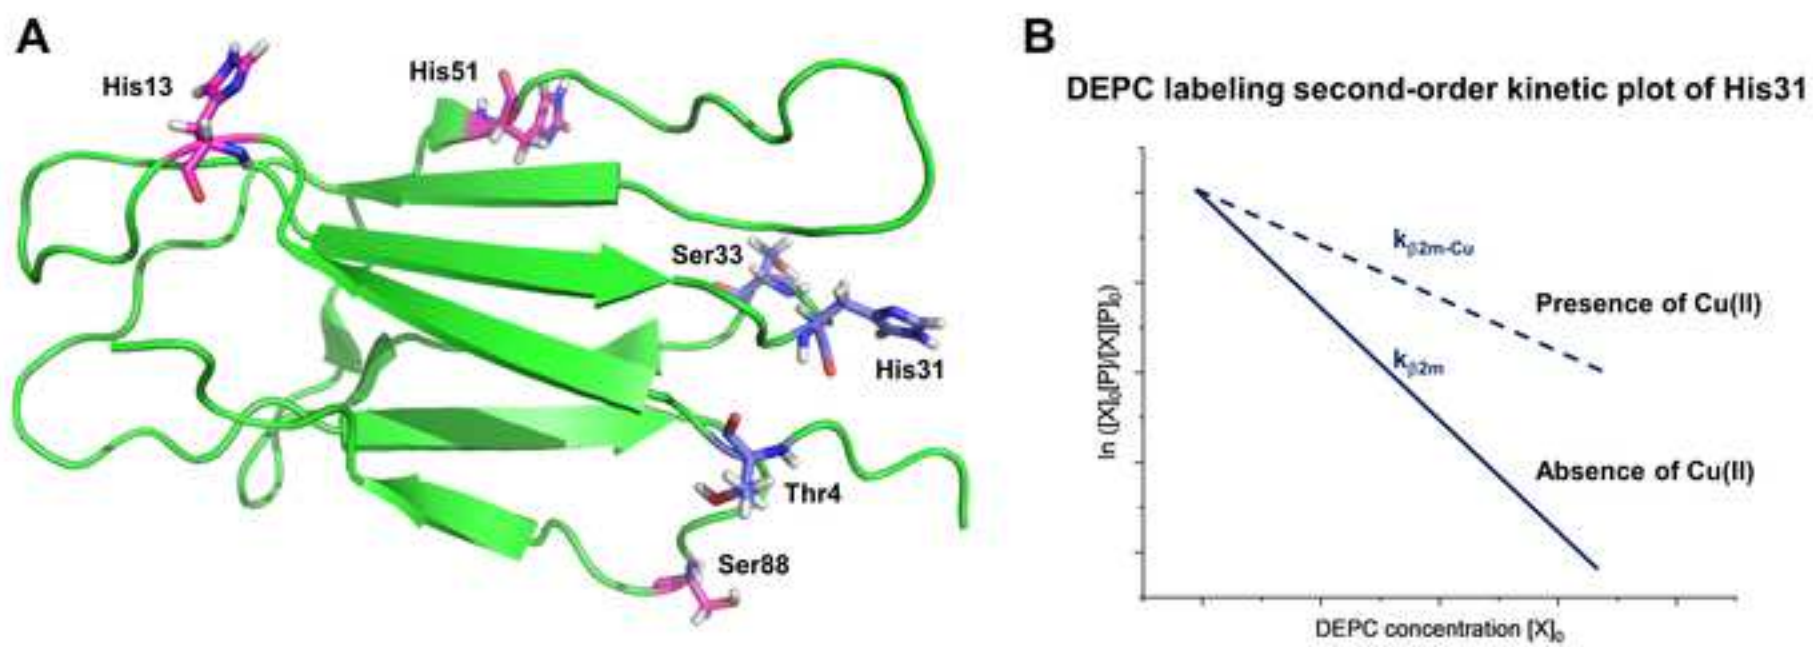 A
His13
His51
Ser33
His31
Thr4
Ser88
B
DEPC labeling second-order kinetic plot of His31
kβ2m-Cu
Presence of Cu(II)
kβ2m
Absence of Cu(II)
ln ([X]₀[P]/[X][P]₀)
DEPC concentration [X]₀